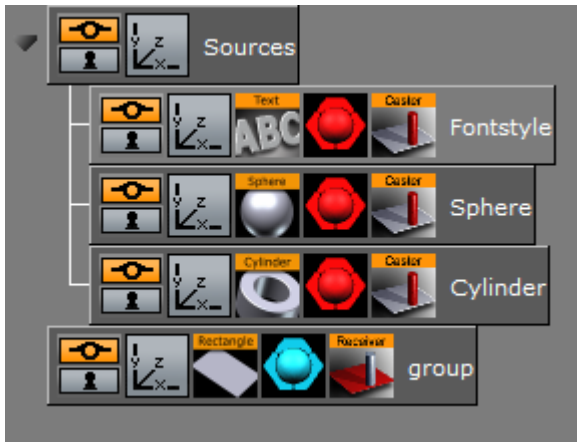 y z x Sources
y z x Text ABC Caster Fontstyle
y z x Sphere Caster Sphere
y z x Cylinder Caster Cylinder
y z x Rectangle Receiver group